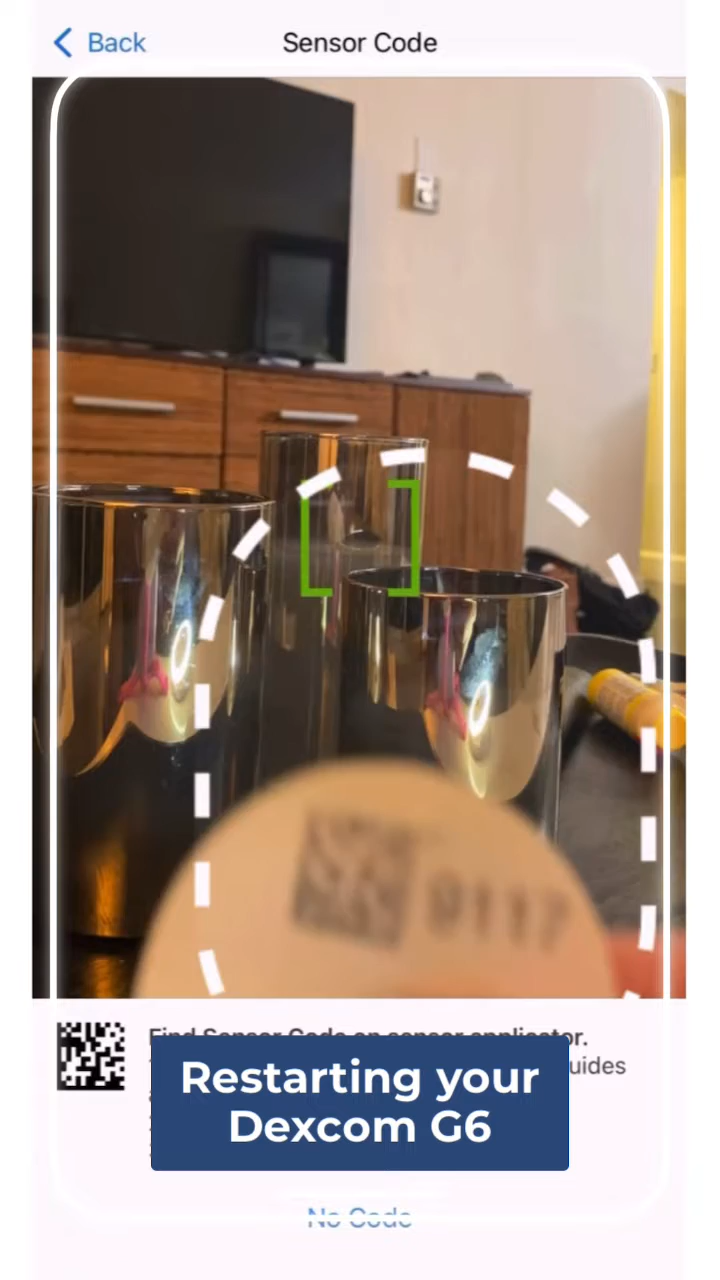 Back
Sensor Code
9117
Find Sensor Code on sensor applicator.
uides
Restarting your
Dexcom G6
No Code